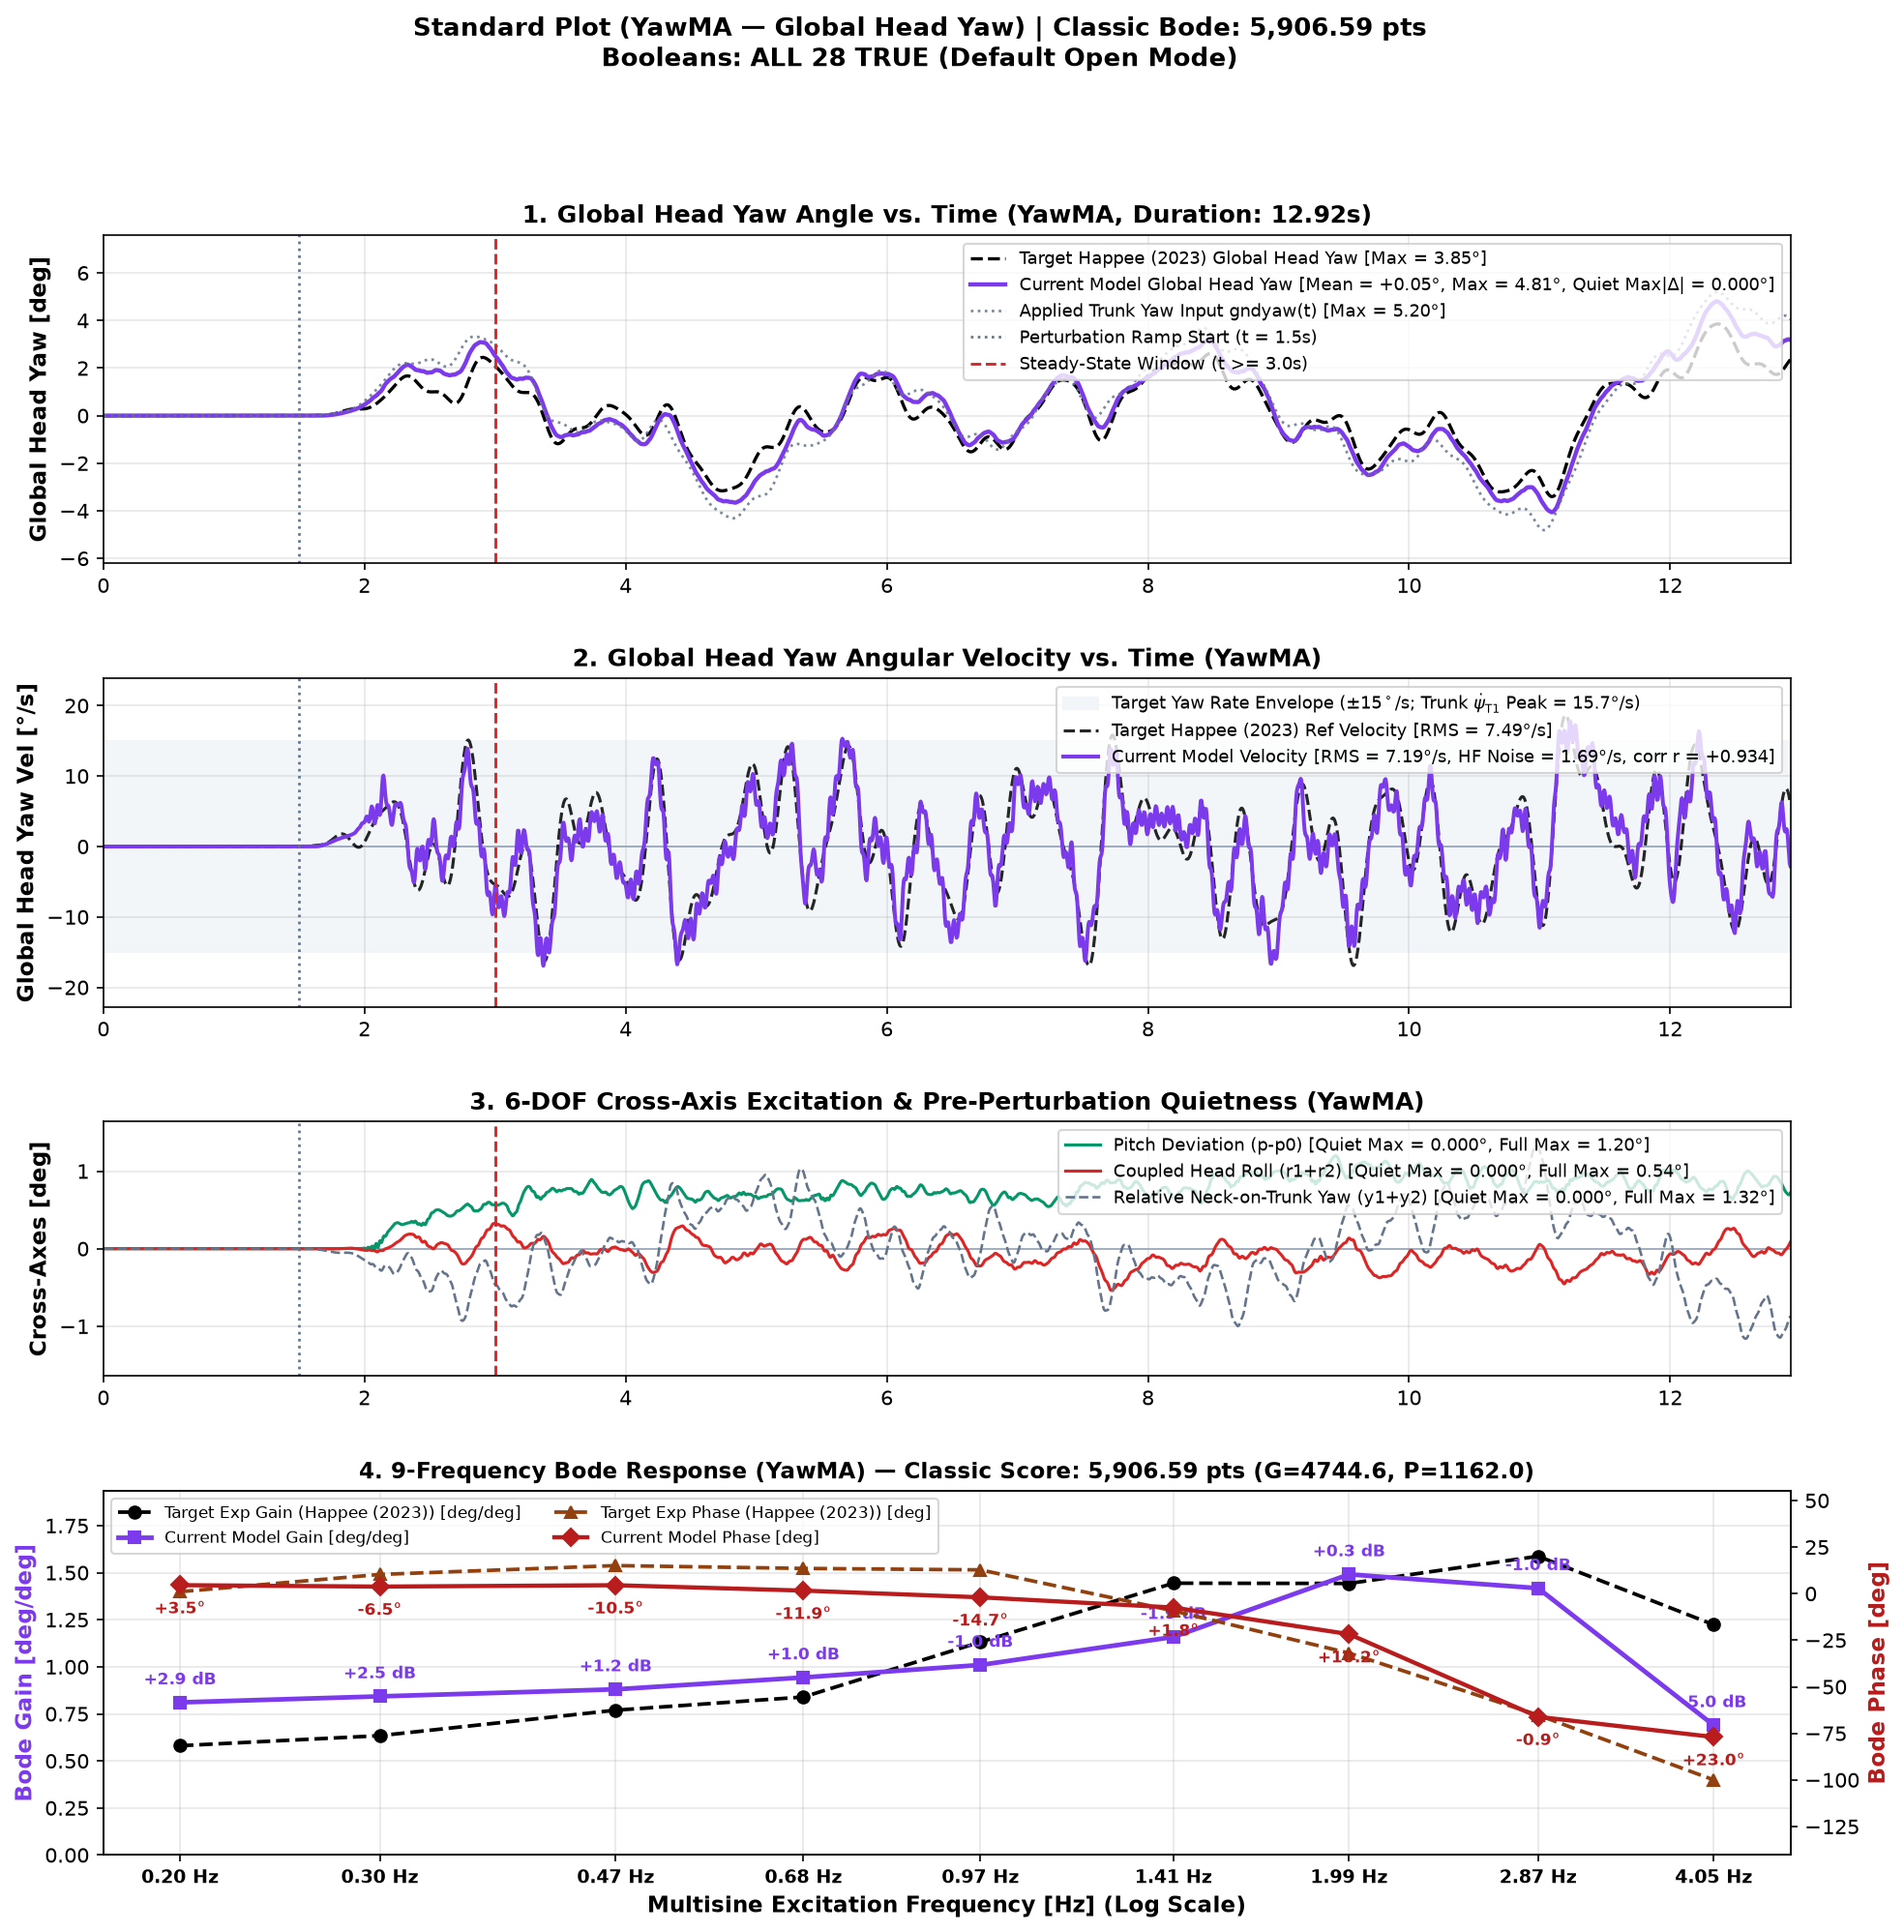 Standard Plot (YawMA — Global Head Yaw) | Classic Bode: 5,906.59 pts
Booleans: ALL 28 TRUE (Default Open Mode)
1. Global Head Yaw Angle vs. Time (YawMA, Duration: 12.92s)
Global Head Yaw [deg]
6
4
2
0
−2
−4
−6
Target Happee (2023) Global Head Yaw [Max = 3.85°]
Current Model Global Head Yaw [Mean = +0.05°, Max = 4.81°, Quiet Max|Δ| = 0.000°]
Applied Trunk Yaw Input gndyaw(t) [Max = 5.20°]
Perturbation Ramp Start (t = 1.5s)
Steady-State Window (t >= 3.0s)
0 2 4 6 8 10 12
2. Global Head Yaw Angular Velocity vs. Time (YawMA)
Global Head Yaw Vel [°/s]
20
10
0
−10
−20
Target Yaw Rate Envelope (±15°/s; Trunk ψ̇T1 Peak = 15.7°/s)
Target Happee (2023) Ref Velocity [RMS = 7.49°/s]
Current Model Velocity [RMS = 7.19°/s, HF Noise = 1.69°/s, corr r = +0.934]
0 2 4 6 8 10 12
3. 6-DOF Cross-Axis Excitation & Pre-Perturbation Quietness (YawMA)
Cross-Axes [deg]
1
0
−1
Pitch Deviation (p-p0) [Quiet Max = 0.000°, Full Max = 1.20°]
Coupled Head Roll (r1+r2) [Quiet Max = 0.000°, Full Max = 0.54°]
Relative Neck-on-Trunk Yaw (y1+y2) [Quiet Max = 0.000°, Full Max = 1.32°]
0 2 4 6 8 10 12
4. 9-Frequency Bode Response (YawMA) — Classic Score: 5,906.59 pts (G=4744.6, P=1162.0)
Bode Gain [deg/deg]
1.75
1.50
1.25
1.00
0.75
0.50
0.25
0.00
Target Exp Gain (Happee (2023)) [deg/deg]
Current Model Gain [deg/deg]
Target Exp Phase (Happee (2023)) [deg]
Current Model Phase [deg]
+2.9 dB +2.5 dB +1.2 dB +1.0 dB -1.0 dB +0.3 dB -1.0 dB 5.0 dB
+3.5° -6.5° -10.5° -11.9° -14.7° +1.8° -0.9° +23.0°
50
25
0
−25
−50
−75
−100
−125
Bode Phase [deg]
0.20 Hz 0.30 Hz 0.47 Hz 0.68 Hz 0.97 Hz 1.41 Hz 1.99 Hz 2.87 Hz 4.05 Hz
Multisine Excitation Frequency [Hz] (Log Scale)